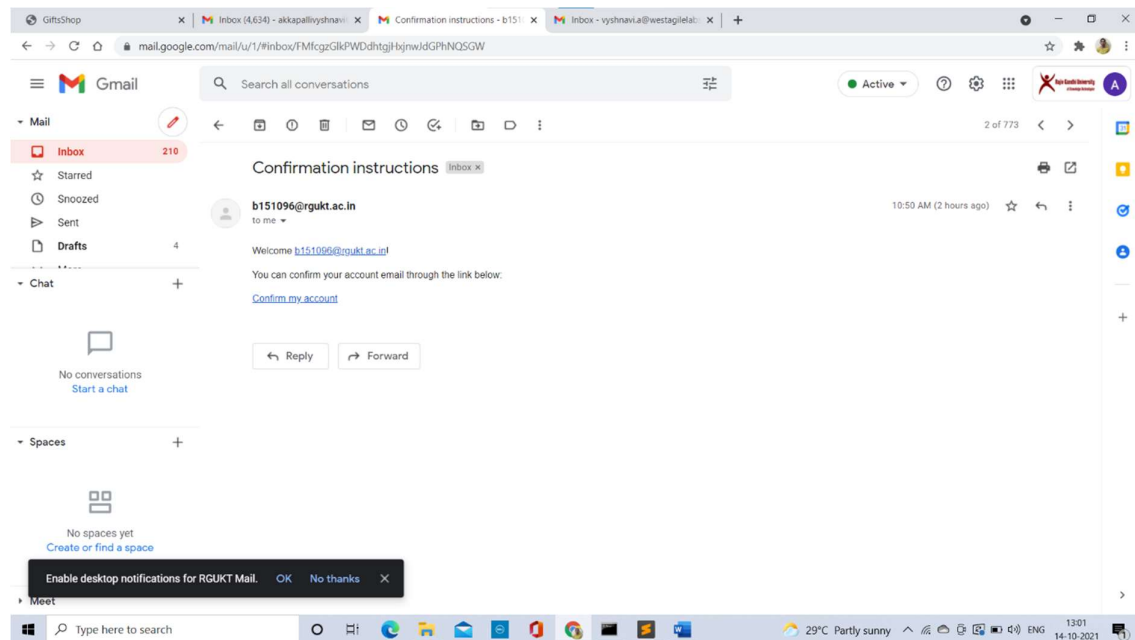 GiftsShop
Inbox (4,634) - akkapallivyshnavi
Confirmation instructions - b151
Inbox - vyshnavi.a@westagilelabs
mail.google.com/mail/u/1/#inbox/FMfcgzGlkPWDdhtgjHxjnwJdGPhNQSGW
Gmail
Search all conversations
Active
Rajiv Gandhi University
A
Mail
2 of 773
Inbox 210
Confirmation instructions Inbox ×
Starred
Snoozed
b151096@rgukt.ac.in 10:50 AM (2 hours ago)
to me
Sent
Drafts 4
Welcome b151096@rgukt.ac.in!
You can confirm your account email through the link below:
Chat
Confirm my account
Reply Forward
No conversations
Start a chat
Spaces
No spaces yet
Create or find a space
Enable desktop notifications for RGUKT Mail. OK No thanks
Meet
Type here to search
29°C Partly sunny ENG
13:01
14-10-2021